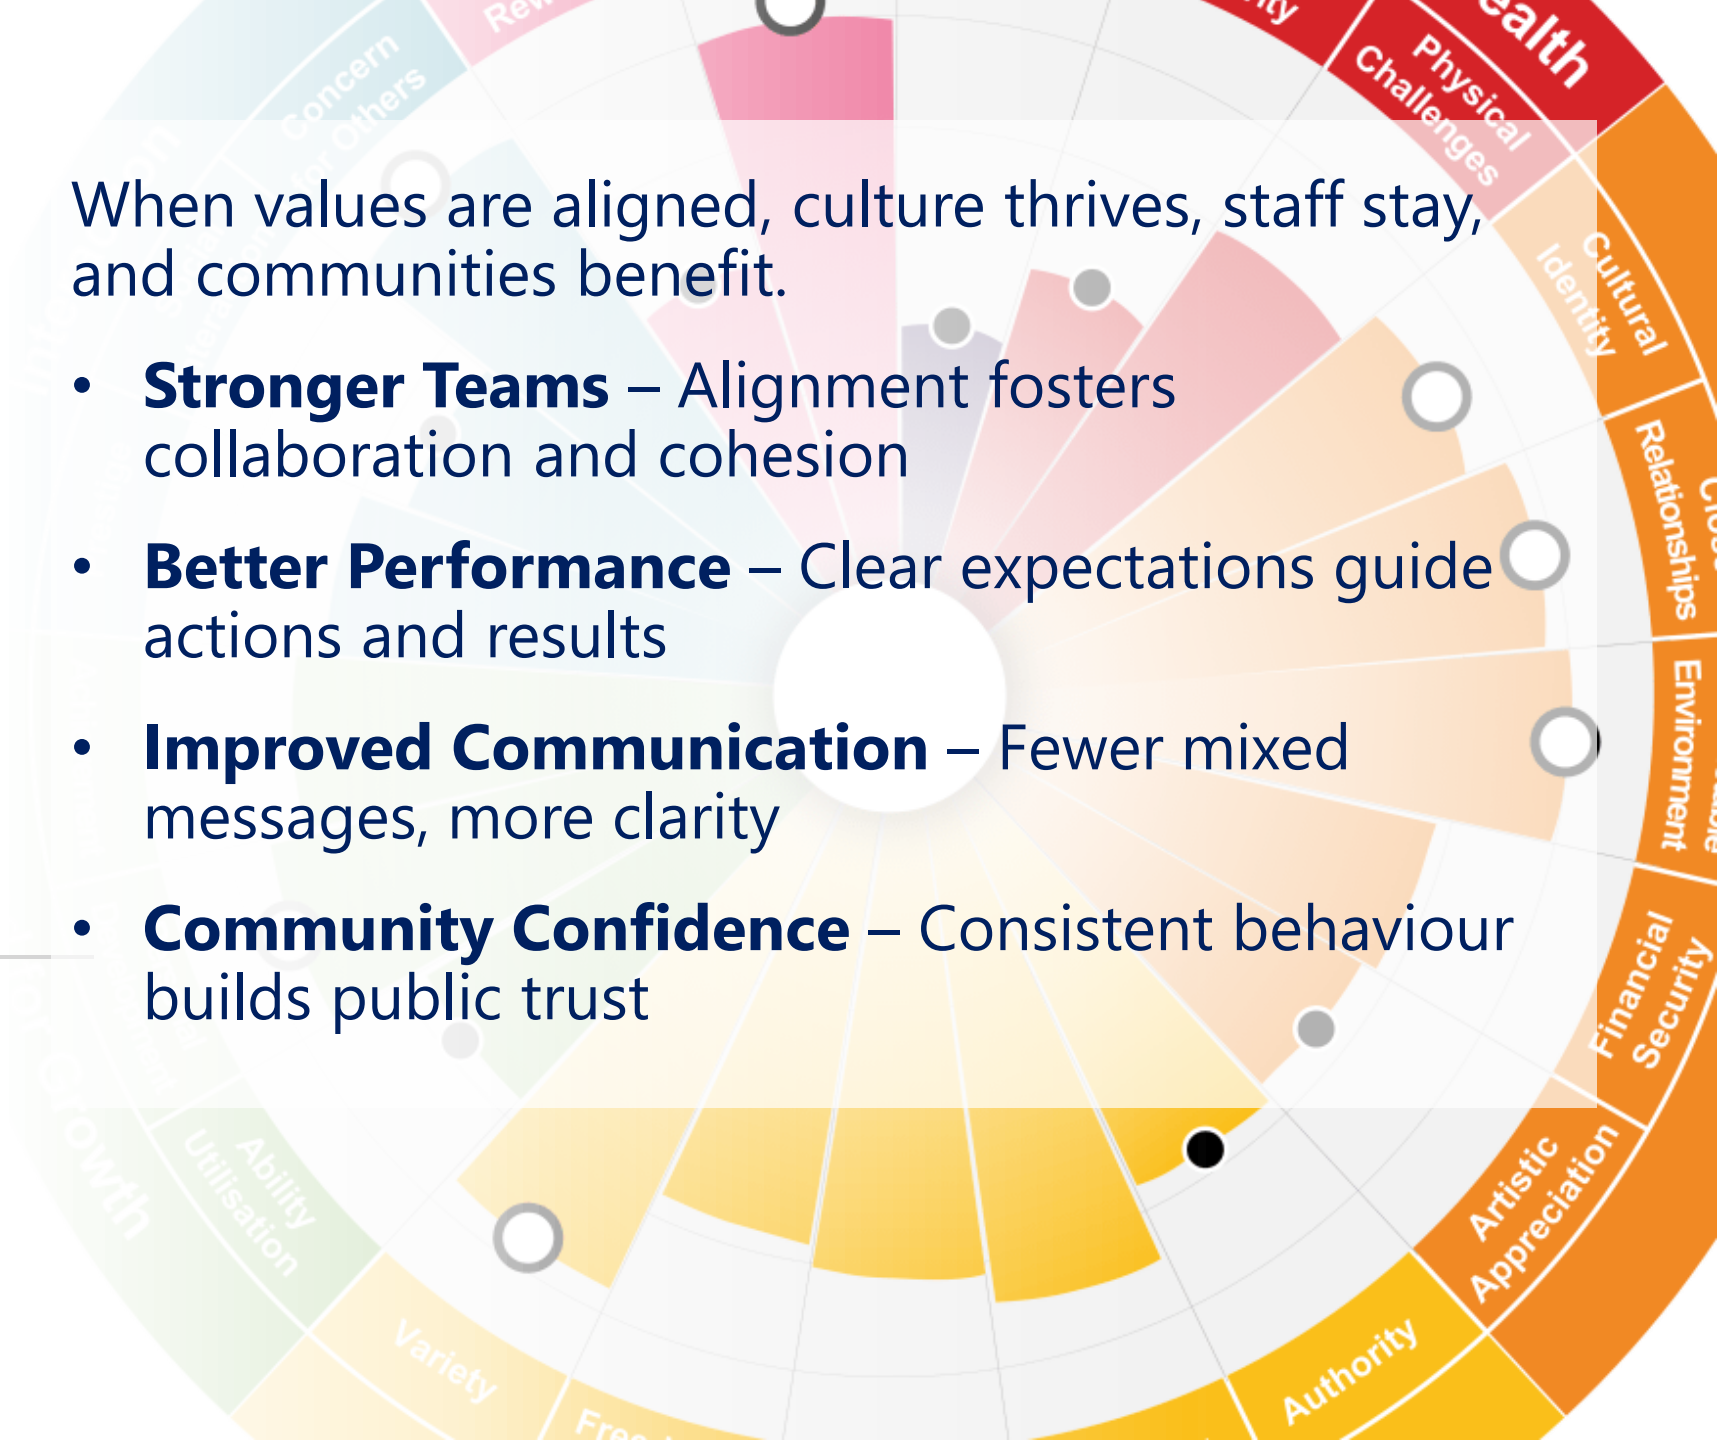 When values are aligned, culture thrives, staff stay,
and communities benefit.
• Stronger Teams – Alignment fosters
collaboration and cohesion
• Better Performance – Clear expectations guide
actions and results
• Improved Communication – Fewer mixed
messages, more clarity
• Community Confidence – Consistent behaviour
builds public trust
Concern
for Others
Physical
Challenges
Cultural
Identity
Relationships
Environment
Financial
Security
Artistic
Appreciation
Authority
Variety
Ability
Utilisation
Growth